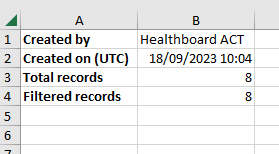 A B
1 Created by Healthboard ACT
2 Created on (UTC) 18/09/2023 10:04
3 Total records 8
4 Filtered records 8
5
6